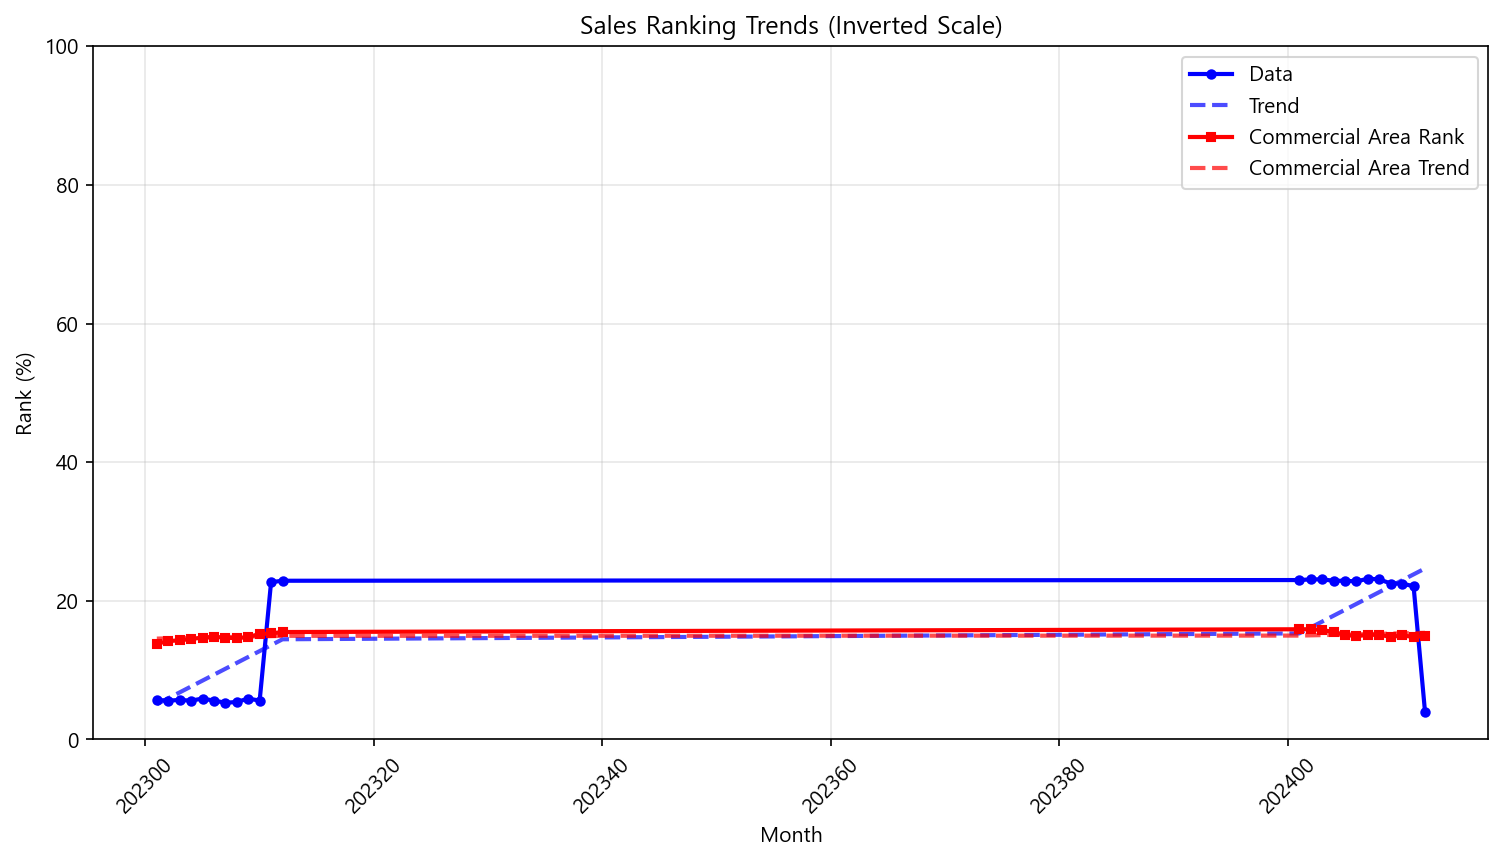 Sales Ranking Trends (Inverted Scale)
Data
Trend
Commercial Area Rank
Commercial Area Trend
Rank (%)
100
80
60
40
20
0
202300
202320
202340
202360
202380
202400
Month